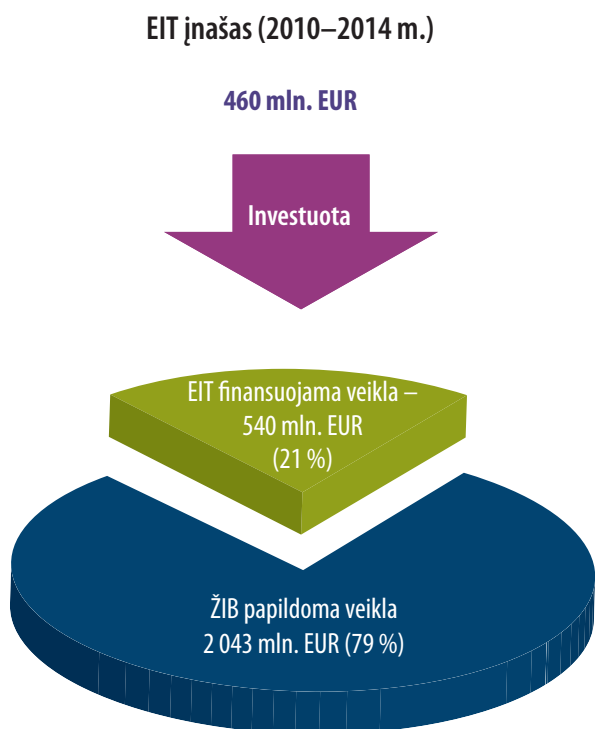 EIT įnašas (2010–2014 m.)
460 mln. EUR
Investuota
EIT finansuojama veikla –
540 mln. EUR
(21 %)
ŽIB papildoma veikla
2 043 mln. EUR (79 %)